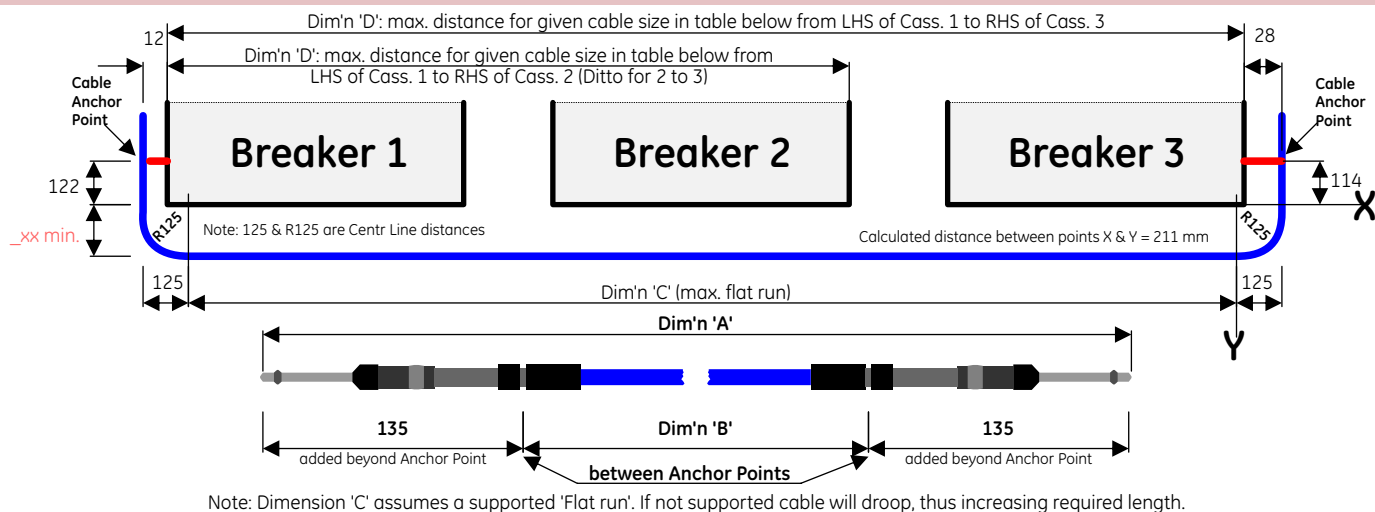 Dim'n 'D': max. distance for given cable size in table below from LHS of Cass. 1 to RHS of Cass. 3
12
28
Dim'n 'D': max. distance for given cable size in table below from
LHS of Cass. 1 to RHS of Cass. 2 (Ditto for 2 to 3)
Cable
Anchor
Point
Cable
Anchor
Point
Breaker 1
Breaker 2
Breaker 3
122
114
X
_xx min.
R125
Note: 125 & R125 are Centr Line distances
Calculated distance between points X & Y = 211 mm
R125
125
Dim'n 'C' (max. flat run)
125
Dim'n 'A'
Y
135
Dim'n 'B'
135
added beyond Anchor Point
between Anchor Points
added beyond Anchor Point
Note: Dimension 'C' assumes a supported 'Flat run'. If not supported cable will droop, thus increasing required length.